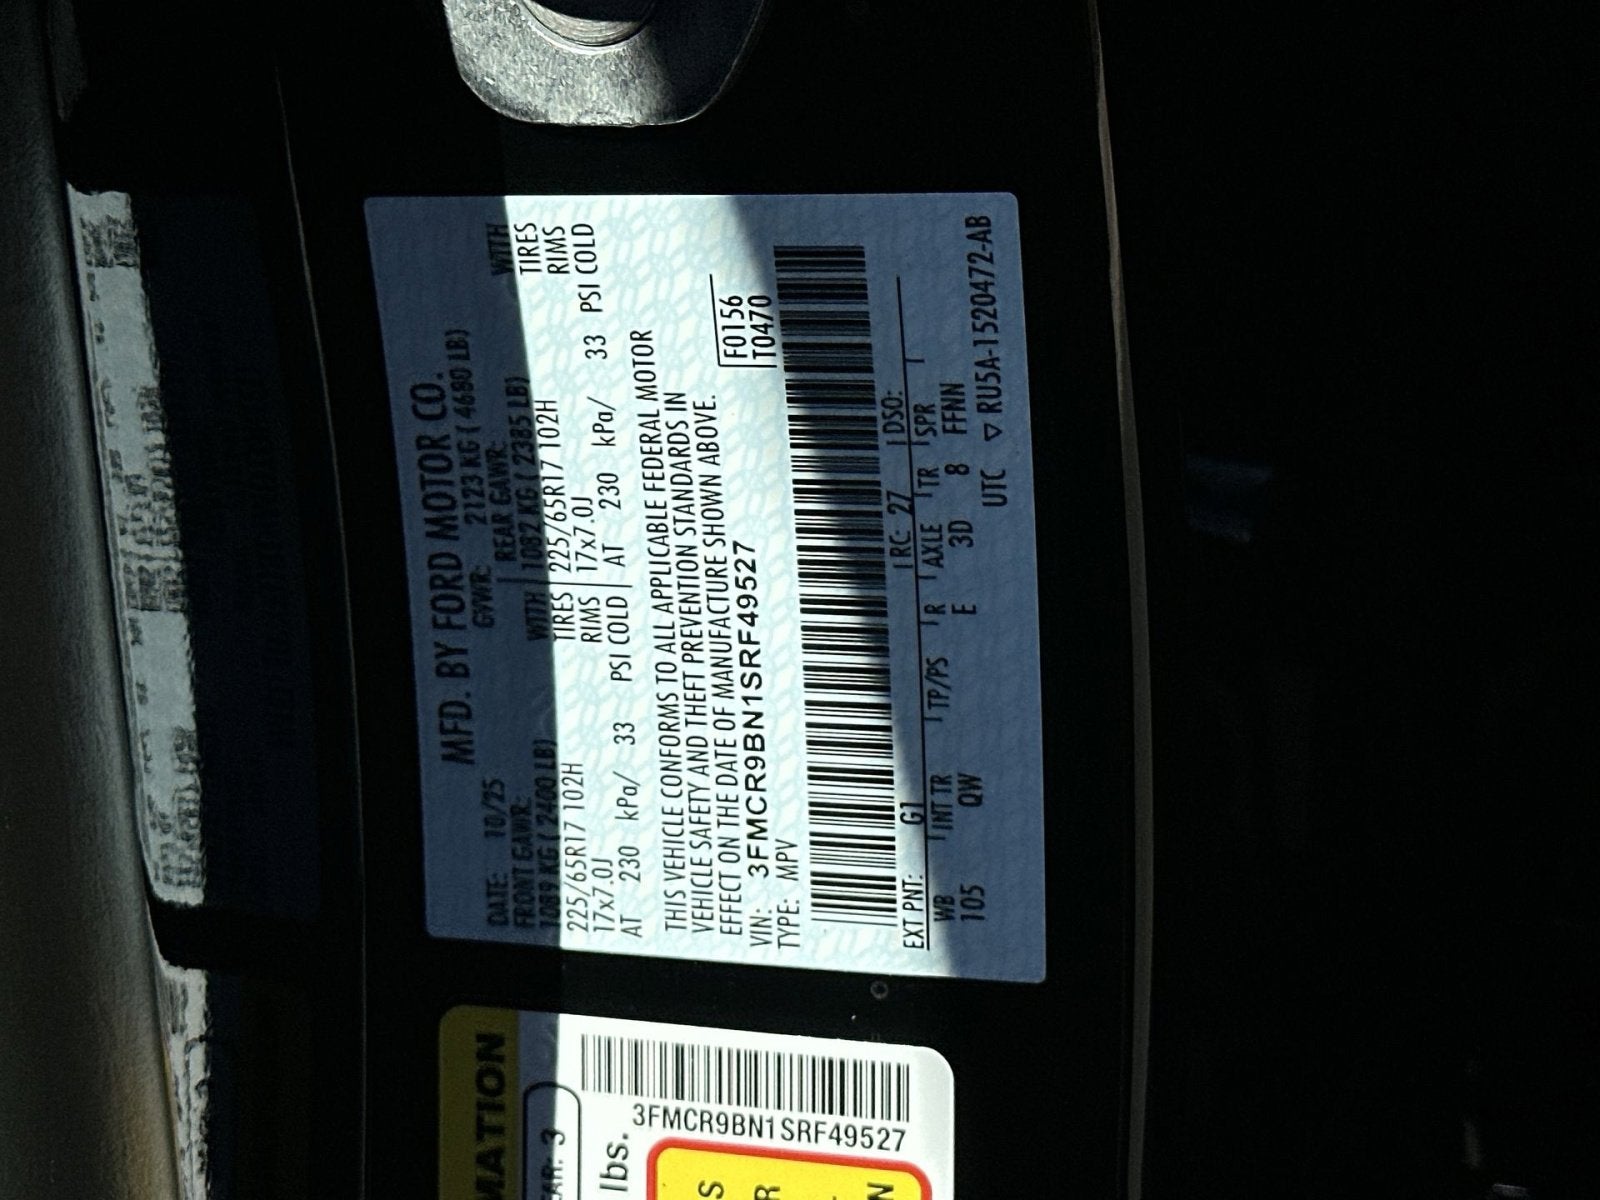 MFD. BY FORD MOTOR CO.
DATE: 10/25 GVWR: 2123 KG ( 4680 LB)
FRONT GAWR: REAR GAWR:
1089 KG ( 2400 LB) WITH 1082 KG ( 2385 LB) WITH
225/65R17 102H TIRES 225/65R17 102H TIRES
17x7.0J RIMS 17x7.0J RIMS
AT 230 kPa/ 33 PSI COLD AT 230 kPa/ 33 PSI COLD
THIS VEHICLE CONFORMS TO ALL APPLICABLE FEDERAL MOTOR
VEHICLE SAFETY AND THEFT PREVENTION STANDARDS IN
EFFECT ON THE DATE OF MANUFACTURE SHOWN ABOVE.
VIN: 3FMCR9BN1SRF49527 F0156
TYPE: MPV T0470
EXT PNT: G1 RC: 27 DSO:
WB INT TR TP/PS R AXLE TR SPR
105 QW E 3D 8 FFNN
UTC ▽ RU5A-1520472-AB
MATION
EAR: 3
lbs.
3FMCR9BN1SRF49527
S
R
N